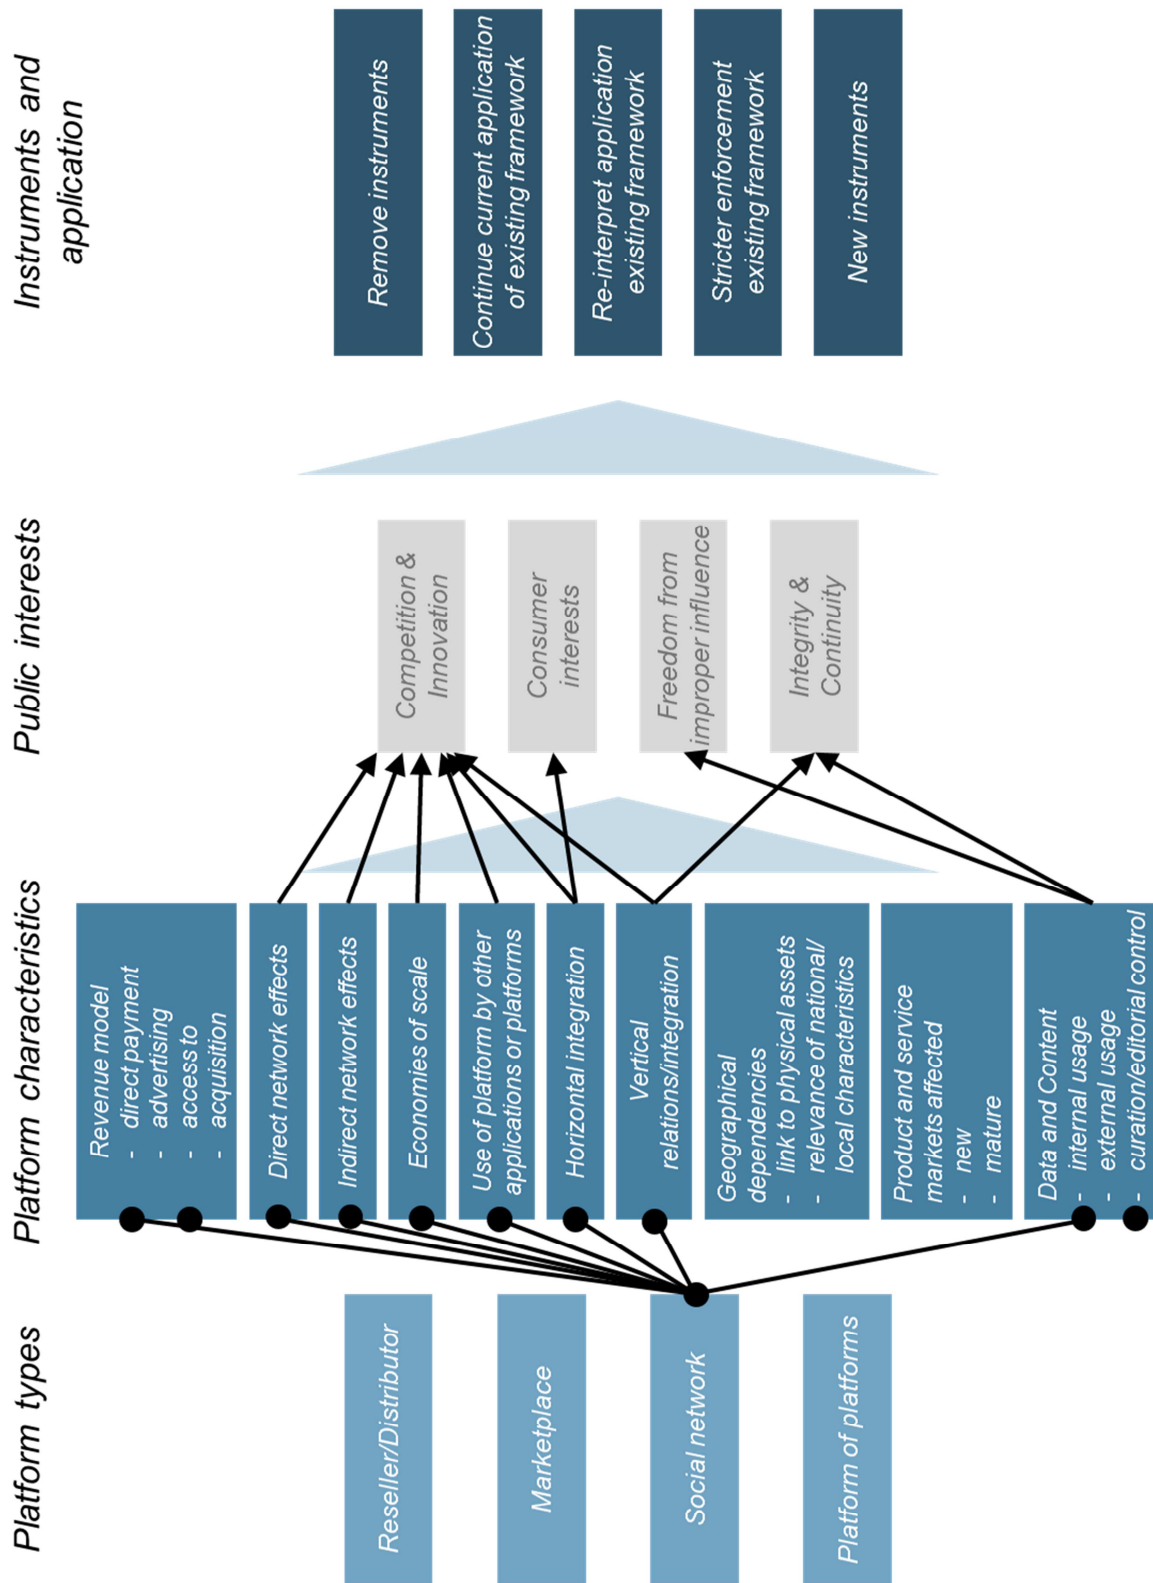 Platform types
Reseller/Distributor
Marketplace
Social network
Platform of platforms
Platform characteristics
Revenue model
- direct payment
- advertising
- access to
- acquisition
Direct network effects
Indirect network effects
Economies of scale
Use of platform by other
applications or platforms
Horizontal integration
Vertical
relations/integration
Geographical
dependencies
- link to physical assets
- relevance of national/
local characteristics
Product and service
markets affected
- new
- mature
Data and Content
- internal usage
- external usage
- curation/editorial control
Public interests
Competition &
Innovation
Consumer
interests
Freedom from
improper influence
Integrity &
Continuity
Instruments and
application
Remove instruments
Continue current application
of existing framework
Re-interpret application
existing framework
Stricter enforcement
existing framework
New instruments